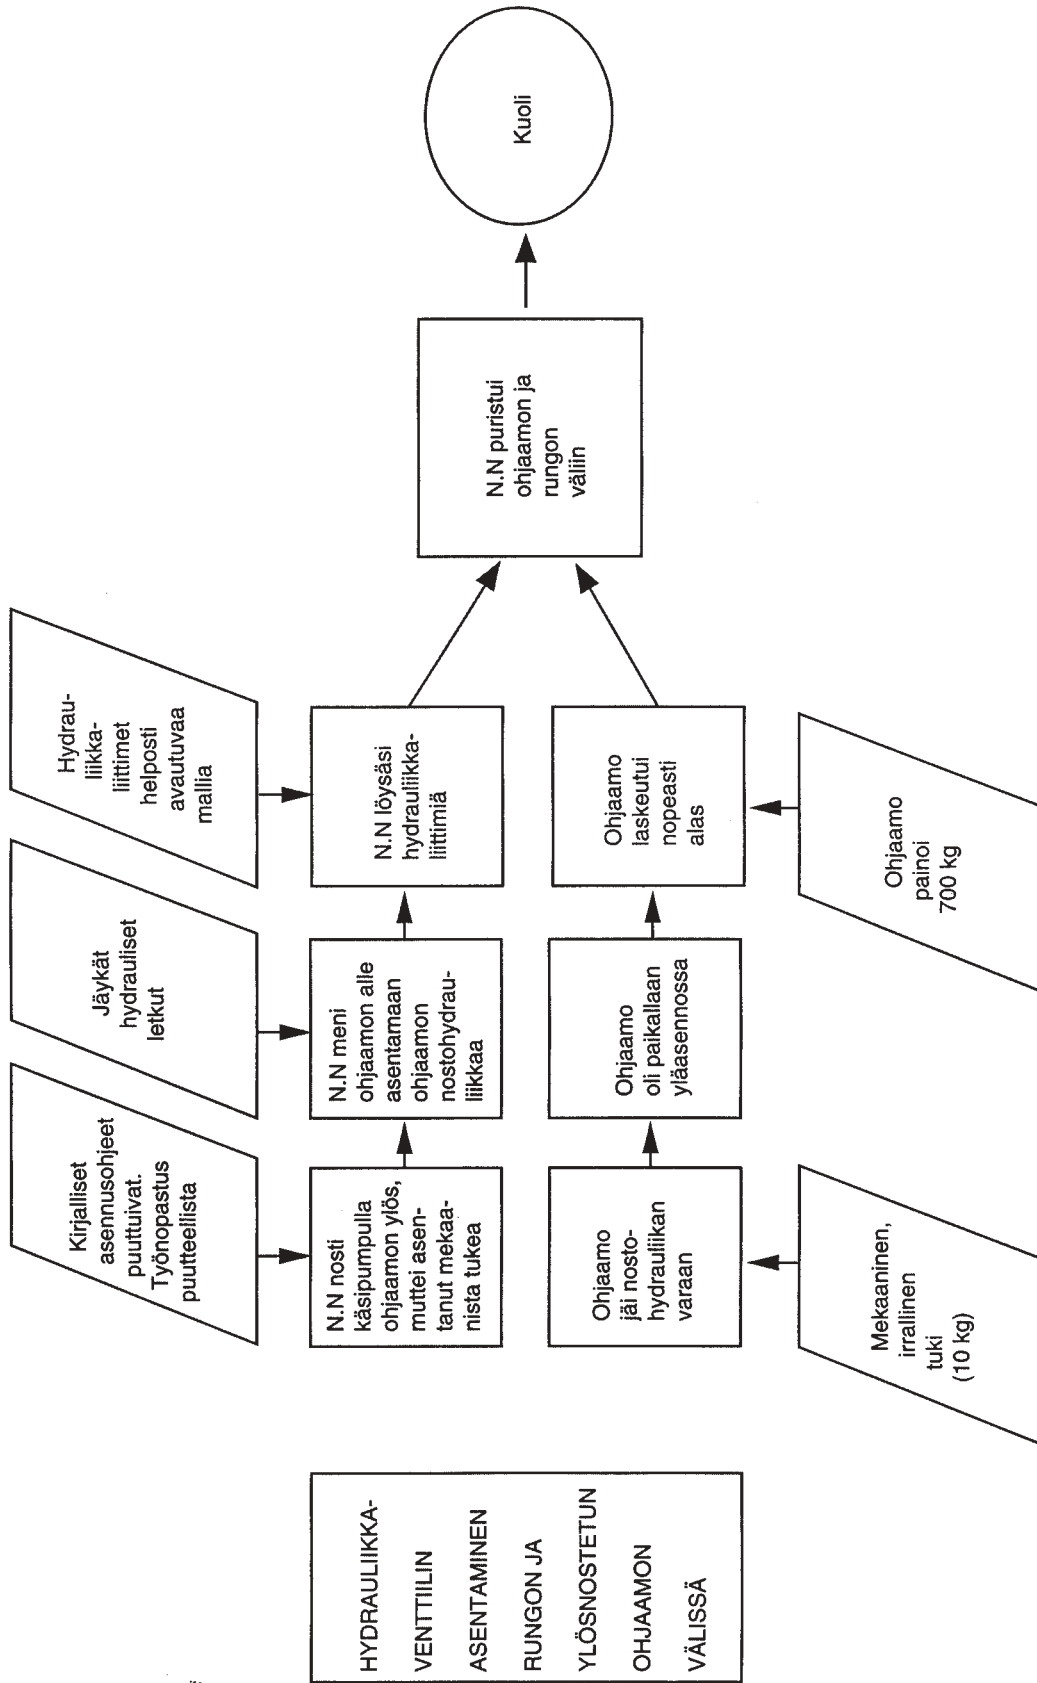 HYDRAULIIKKA-
VENTTIILIN
ASENTAMINEN
RUNGON JA
YLÖSNOSTETUN
OHJAAMON
VÄLISSÄ
Kirjalliset
asennusohjeet
puuttuivat.
Työnopastus
puutteellista
Jäykät
hydrauliset
letkut
Hydrau-
liikka-
liittimet
helposti
avautuvaa
mallia
N.N nosti
käsipumpulla
ohjaamon ylös,
muttei asen-
tanut mekaa-
nista tukea
N.N meni
ohjaamon alle
asentamaan
ohjaamon
nostohydrau-
liikkaa
N.N löysäsi
hydrauliikka-
liittimiä
Ohjaamo
jäi nosto-
hydrauliikan
varaan
Ohjaamo
oli paikallaan
yläasennossa
Ohjaamo
laskeutui
nopeasti
alas
Mekaaninen,
irrallinen
tuki
(10 kg)
Ohjaamo
painoi
700 kg
N.N puristui
ohjaamon ja
rungon
väliin
Kuoli